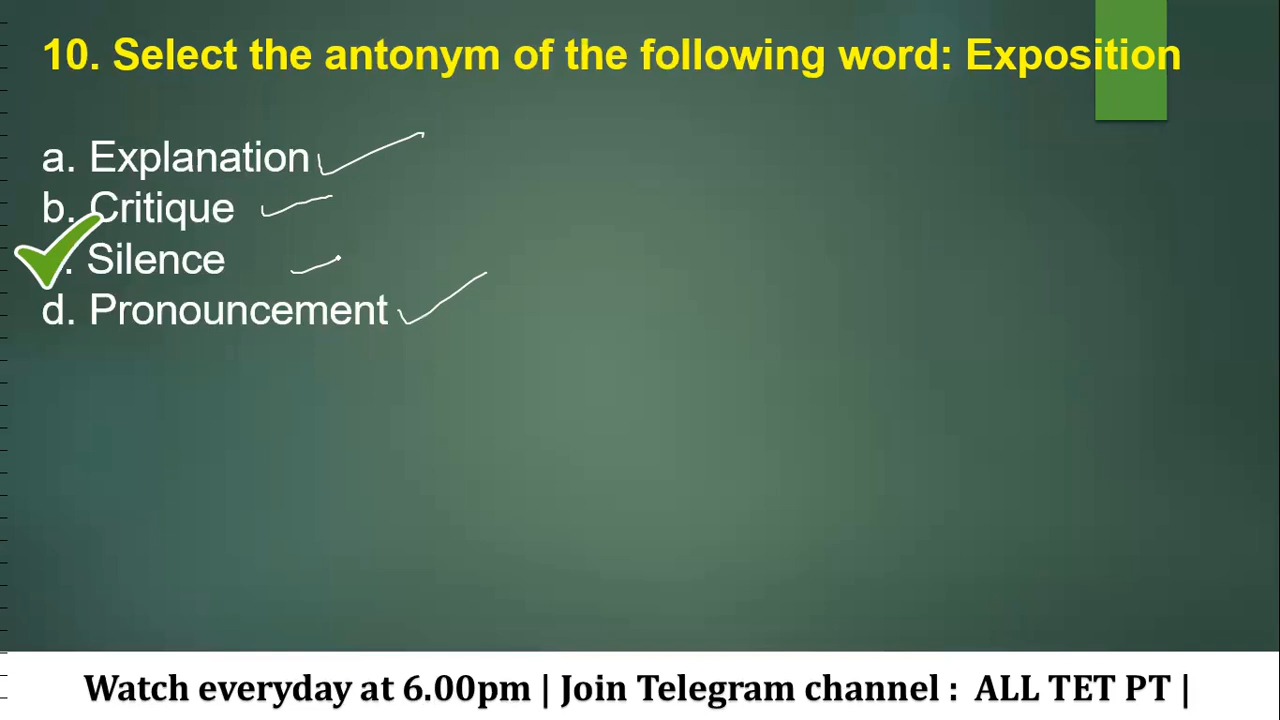 10. Select the antonym of the following word: Exposition
a. Explanation
b. Critique
. Silence
d. Pronouncement
Watch everyday at 6.00pm | Join Telegram channel : ALL TET PT |